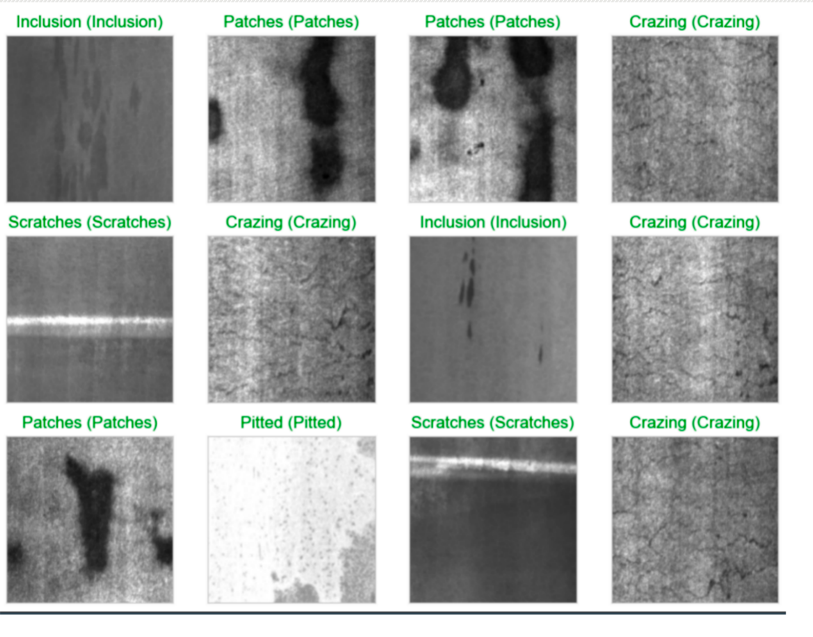 Inclusion (Inclusion) Patches (Patches) Patches (Patches) Crazing (Crazing)
Scratches (Scratches) Crazing (Crazing) Inclusion (Inclusion) Crazing (Crazing)
Patches (Patches) Pitted (Pitted) Scratches (Scratches) Crazing (Crazing)